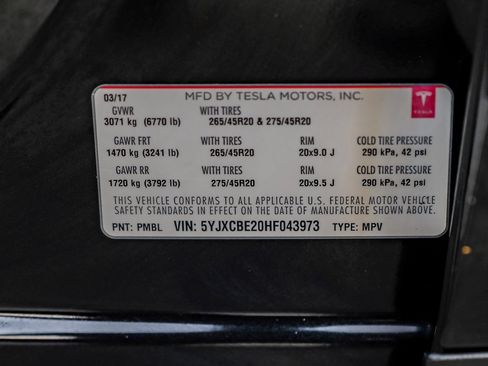 03/17 MFD BY TESLA MOTORS, INC.
GVWR WITH TIRES
3071 kg (6770 lb) 265/45R20 & 275/45R20
TESLA
GAWR FRT WITH TIRES RIM COLD TIRE PRESSURE
1470 kg (3241 lb) 265/45R20 20x9.0 J 290 kPa, 42 psi
GAWR RR WITH TIRES RIM COLD TIRE PRESSURE
1720 kg (3792 lb) 275/45R20 20x9.5 J 290 kPa, 42 psi
THIS VEHICLE CONFORMS TO ALL APPLICABLE U.S. FEDERAL MOTOR VEHICLE
SAFETY STANDARDS IN EFFECT ON THE DATE OF MANUFACTURE SHOWN ABOVE.
PNT: PMBL VIN: 5YJXCBE20HF043973 TYPE: MPV